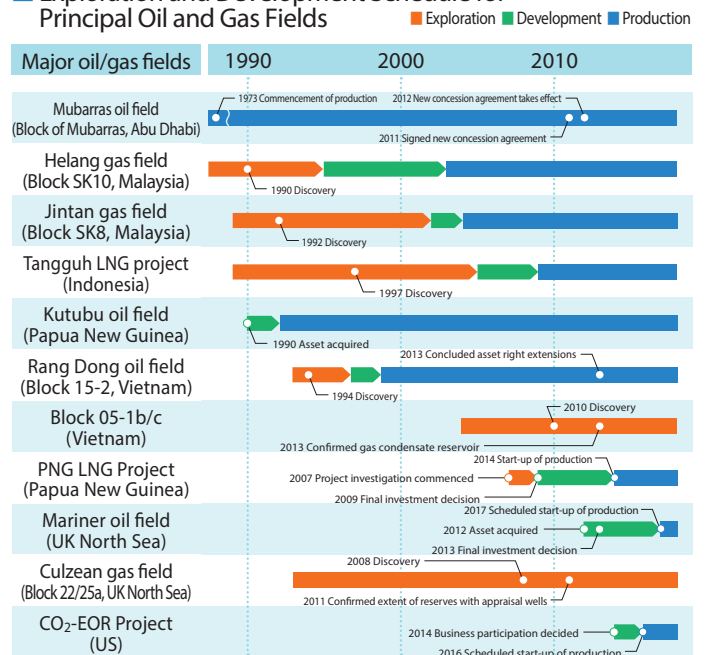 Exploration and Development Schedule for
Principal Oil and Gas Fields
Exploration Development Production
Major oil/gas fields 1990 2000 2010
Mubarras oil field
(Block of Mubarras, Abu Dhabi)
1973 Commencement of production 2012 New concession agreement takes effect
2011 Signed new concession agreement
Helang gas field
(Block SK10, Malaysia)
1990 Discovery
Jintan gas field
(Block SK8, Malaysia)
1992 Discovery
Tangguh LNG project
(Indonesia)
1997 Discovery
Kutubu oil field
(Papua New Guinea)
1990 Asset acquired
Rang Dong oil field
(Block 15-2, Vietnam)
2013 Concluded asset right extensions
1994 Discovery
Block 05-1b/c
(Vietnam)
2010 Discovery
2013 Confirmed gas condensate reservoir
PNG LNG Project
(Papua New Guinea)
2014 Start-up of production
2007 Project investigation commenced
2009 Final investment decision
Mariner oil field
(UK North Sea)
2017 Scheduled start-up of production
2012 Asset acquired
2013 Final investment decision
Culzean gas field
(Block 22/25a, UK North Sea)
2008 Discovery
2011 Confirmed extent of reserves with appraisal wells
CO₂-EOR Project
(US)
2014 Business participation decided
2016 Scheduled start-up of production